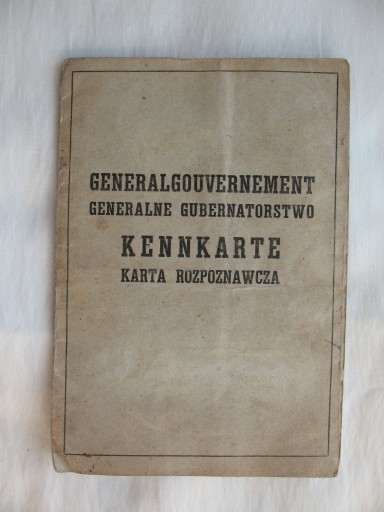 GENERALGOUVERNEMENT
GENERALNE GUBERNATORSTWO
KENNKARTE
KARTA ROZPOZNAWCZA